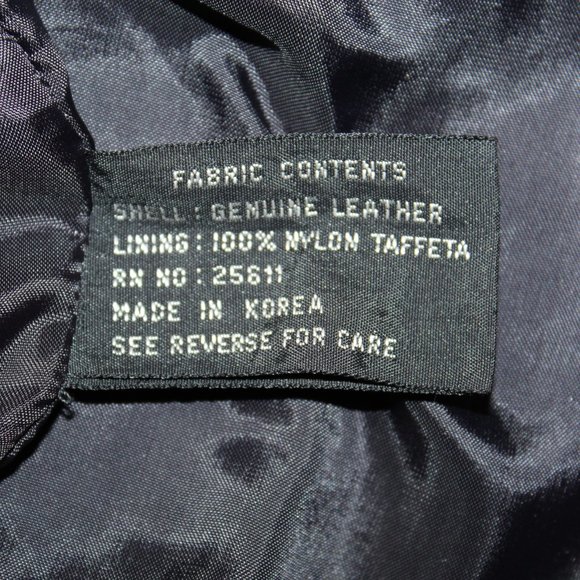 FABRIC CONTENTS
SHELL : GENUINE LEATHER
LINING : 100% NYLON TAFFETA
RN NO : 25611
MADE IN KOREA
SEE REVERSE FOR CARE